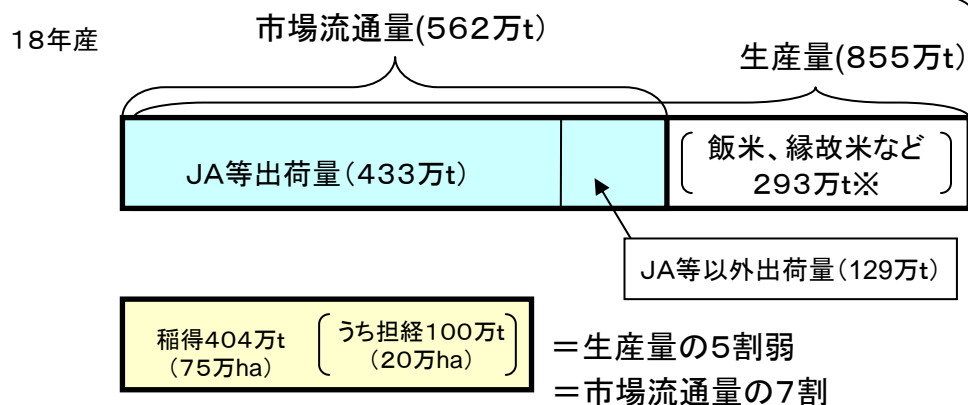 18年産
市場流通量(562万t)
生産量(855万t)
JA等出荷量(433万t)
飯米、縁故米など
293万t※
JA等以外出荷量(129万t)
稲得404万t
(75万ha)
うち担経100万t
(20万ha)
=生産量の5割弱
=市場流通量の7割